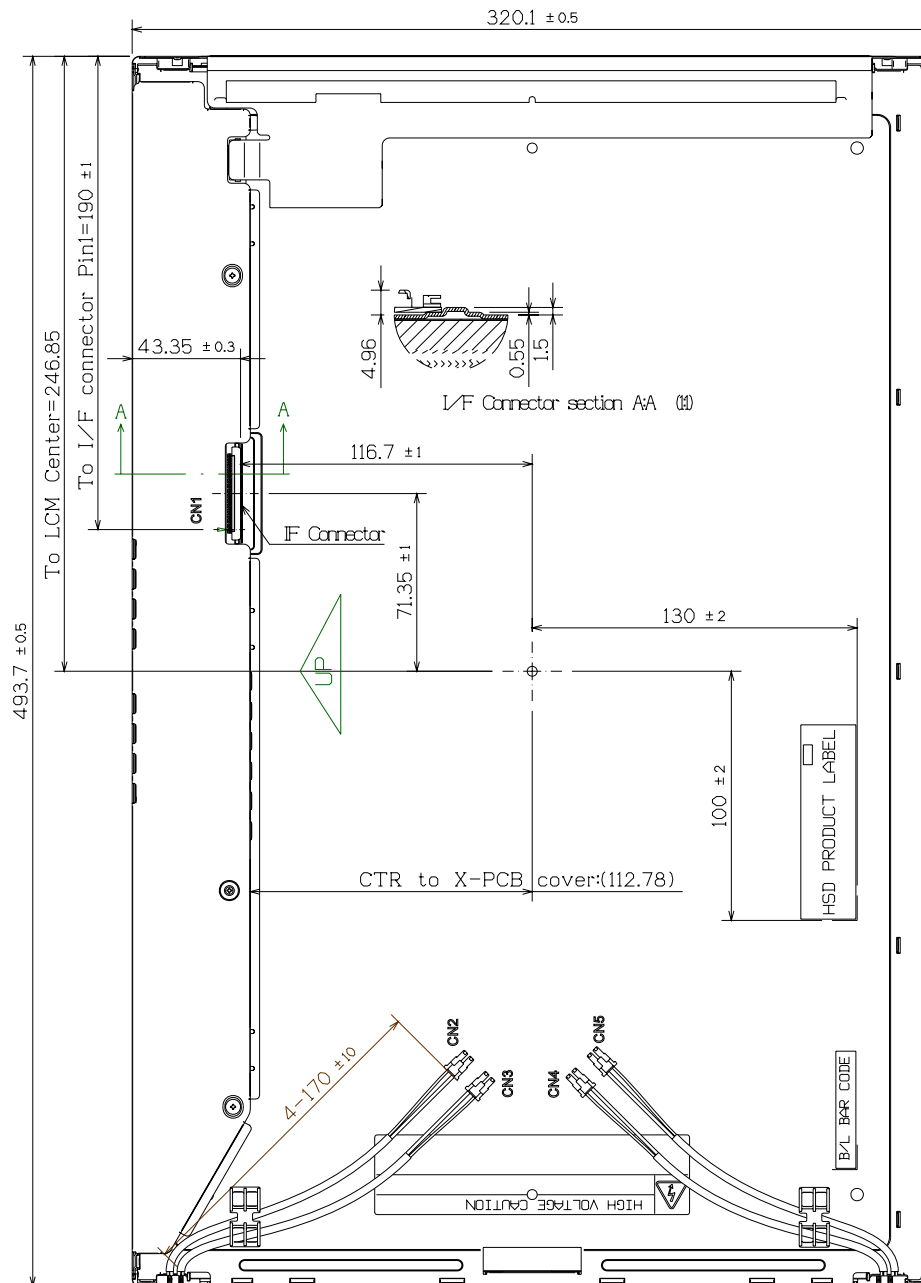 320.1 ±0.5
493.7 ±0.5
To LCM Center=246.85
To I/F connector Pin1=190 ±1
43.35 ±0.3
4.96
0.55
1.5
I/F Connector section A:A (1:1)
A
A
CN1
116.7 ±1
IF Connector
71.35 ±1
UP
130 ±2
100 ±2
HSD PRODUCT LABEL
CTR to X-PCB cover:(112.78)
4-170 ±10
CN2
CN3
CN4
CN5
B/L BAR CODE
HIGH VOLTAGE CAUTION